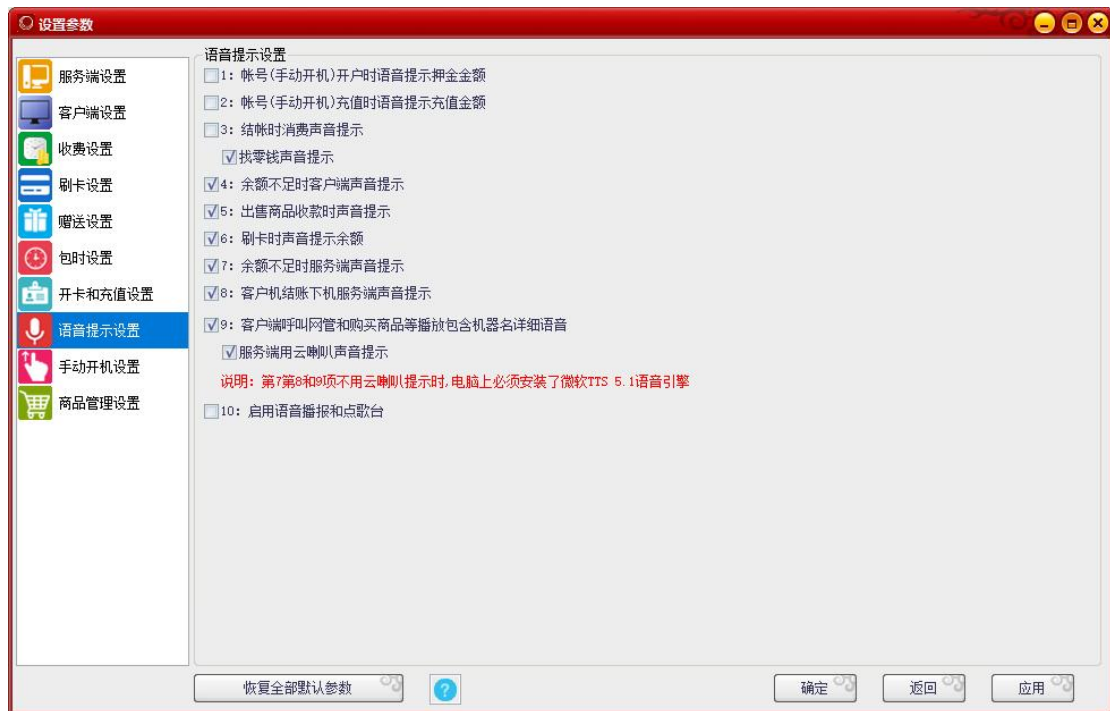 设置参数
服务端设置
客户端设置
收费设置
刷卡设置
赠送设置
包时设置
开卡和充值设置
语音提示设置
手动开机设置
商品管理设置
语音提示设置
1: 帐号(手动开机)开户时语音提示押金金额
2: 帐号(手动开机)充值时语音提示充值金额
3: 结帐时消费声音提示
找零钱声音提示
4: 余额不足时客户端声音提示
5: 出售商品收款时声音提示
6: 刷卡时声音提示余额
7: 余额不足时服务端声音提示
8: 客户机结账下机服务端声音提示
9: 客户端呼叫网管和购买商品等播放包含机器名详细语音
服务端用云喇叭声音提示
说明: 第7第8和9项不用云喇叭提示时,电脑上必须安装了微软TTS 5.1语音引擎
10: 启用语音播报和点歌台
恢复全部默认参数
?
确定
返回
应用